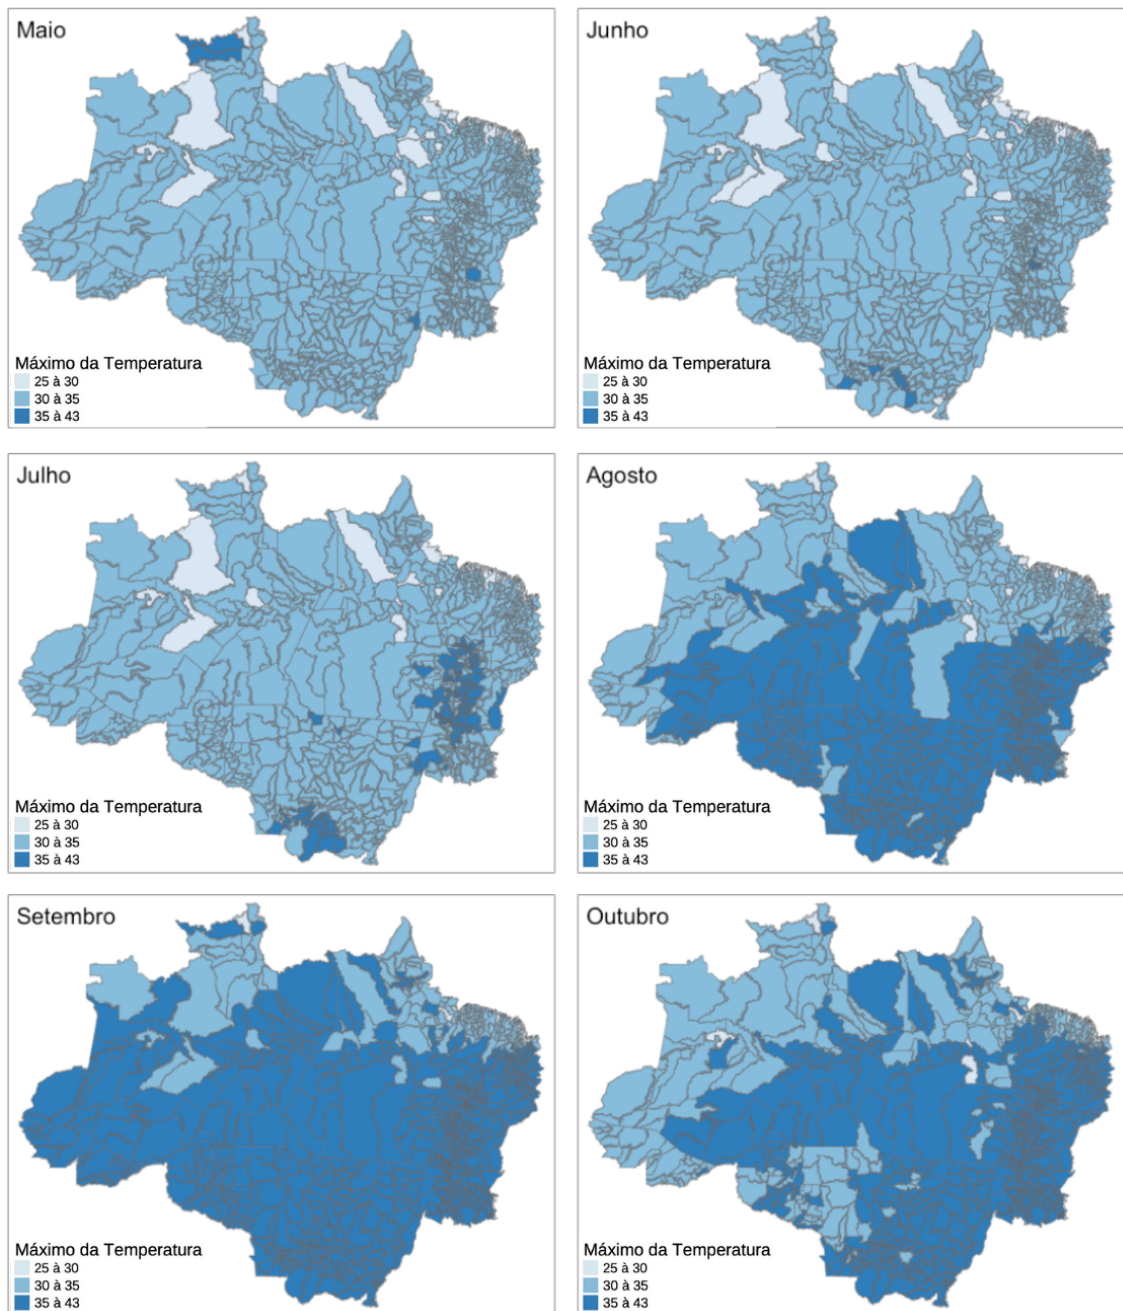 Maio
Máximo da Temperatura
25 à 30
30 à 35
35 à 43
Junho
Máximo da Temperatura
25 à 30
30 à 35
35 à 43
Julho
Máximo da Temperatura
25 à 30
30 à 35
35 à 43
Agosto
Máximo da Temperatura
25 à 30
30 à 35
35 à 43
Setembro
Máximo da Temperatura
25 à 30
30 à 35
35 à 43
Outubro
Máximo da Temperatura
25 à 30
30 à 35
35 à 43